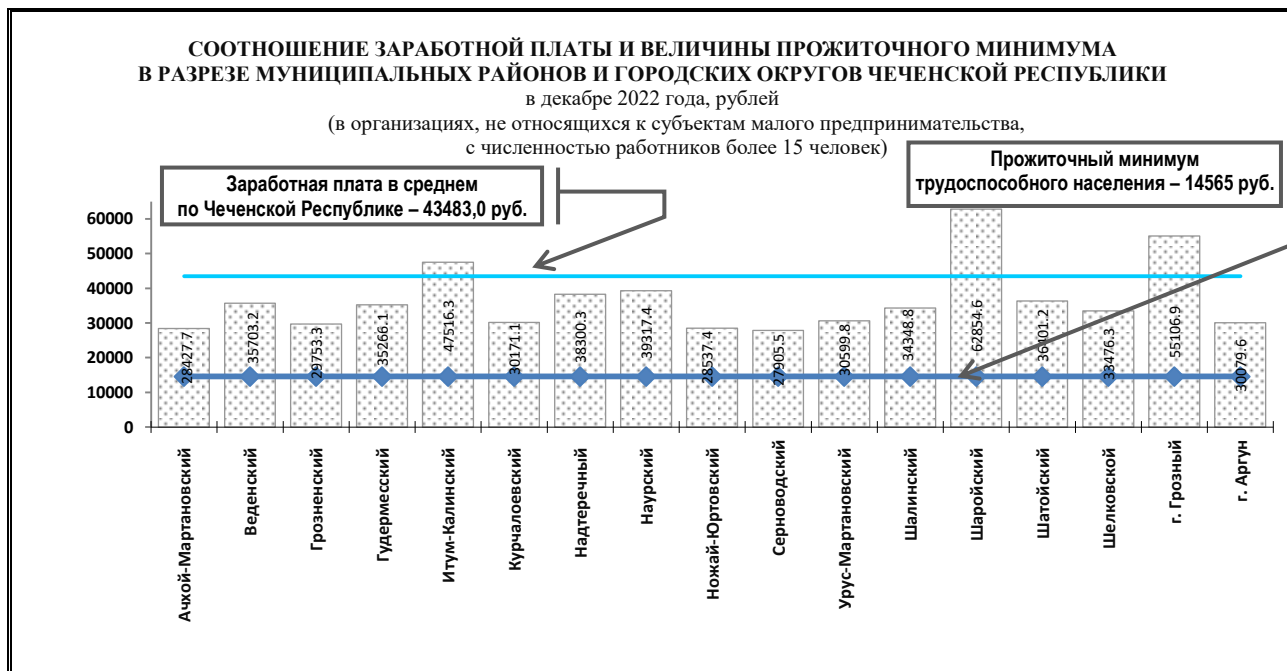 СООТНОШЕНИЕ ЗАРАБОТНОЙ ПЛАТЫ И ВЕЛИЧИНЫ ПРОЖИТОЧНОГО МИНИМУМА
В РАЗРЕЗЕ МУНИЦИПАЛЬНЫХ РАЙОНОВ И ГОРОДСКИХ ОКРУГОВ ЧЕЧЕНСКОЙ РЕСПУБЛИКИ
в декабре 2022 года, рублей
(в организациях, не относящихся к субъектам малого предпринимательства,
с численностью работников более 15 человек)
Заработная плата в среднем
по Чеченской Республике – 43483,0 руб.
Прожиточный минимум
трудоспособного населения – 14565 руб.
60000
50000
40000
30000
20000
10000
0
28427.7
35703.2
29753.3
35266.1
47516.3
30171.1
38300.3
39317.4
28537.4
27905.5
30599.8
34348.8
62854.6
36401.2
33476.3
55106.9
30079.6
Ачхой-Мартановский
Веденский
Грозненский
Гудермесский
Итум-Калинский
Курчалоевский
Надтеречный
Наурский
Ножай-Юртовский
Серноводский
Урус-Мартановский
Шалинский
Шаройский
Шатойский
Шелковской
г. Грозный
г. Аргун